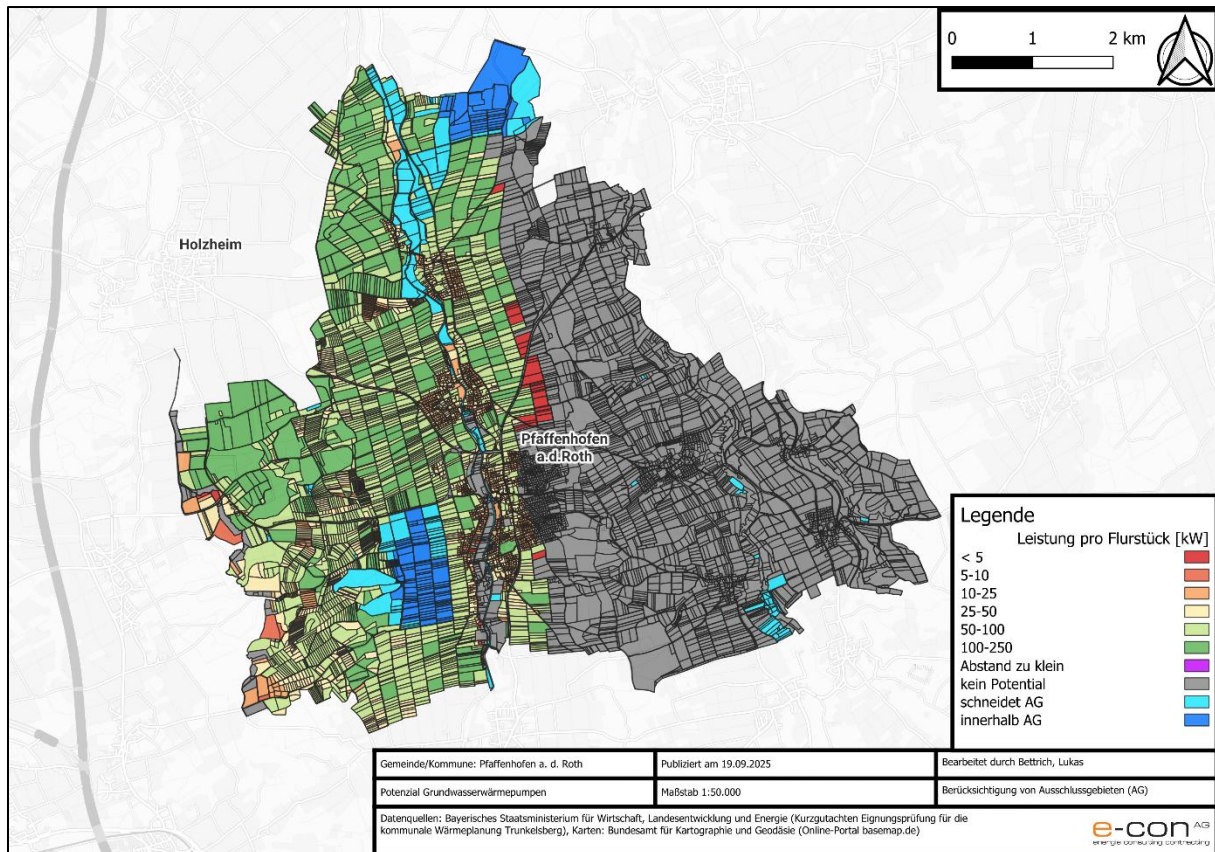 0 1 2 km
Holzheim
Pfaffenhofen
a.d.Roth
Legende
Leistung pro Flurstück [kW]
< 5
5-10
10-25
25-50
50-100
100-250
Abstand zu klein
kein Potential
schneidet AG
innerhalb AG
Gemeinde/Kommune: Pfaffenhofen a. d. Roth
Publiziert am 19.09.2025
Bearbeitet durch Bettrich, Lukas
Potenzial Grundwasserwärmepumpen
Maßstab 1:50.000
Berücksichtigung von Ausschlussgebieten (AG)
Datenquellen: Bayerisches Staatsministerium für Wirtschaft, Landesentwicklung und Energie (Kurzgutachten Eignungsprüfung für die
kommunale Wärmeplanung Trunkelsberg), Karten: Bundesamt für Kartographie und Geodäsie (Online-Portal basemap.de)
e-con AG
energie consulting contracting